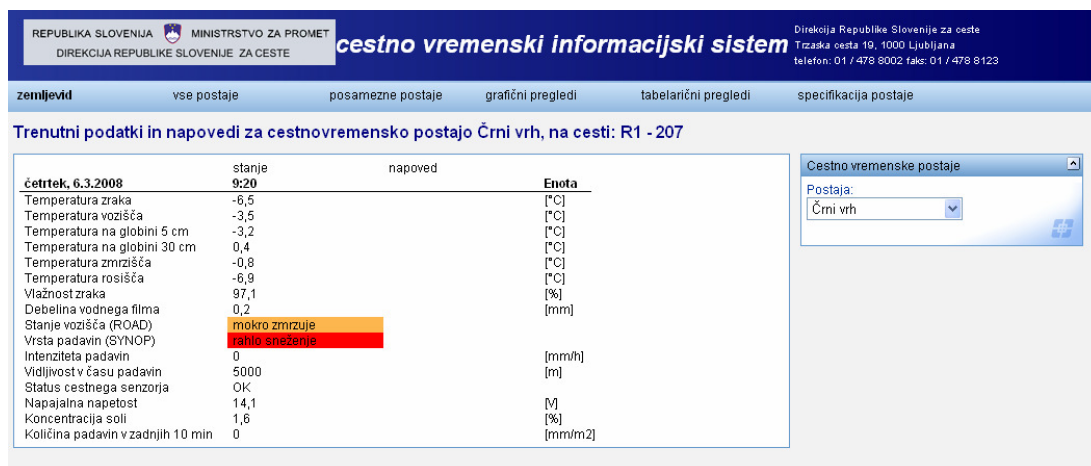 REPUBLIKA SLOVENIJA MINISTRSTVO ZA PROMET
DIREKCIJA REPUBLIKE SLOVENIJE ZA CESTE
cestno vremenski informacijski sistem
Direkcija Republike Slovenije za ceste
Trzaska cesta 19, 1000 Ljubljana
telefon: 01 / 478 8002 faks: 01 / 478 8123
zemljevid vse postaje posamezne postaje grafični pregledi tabelarični pregledi specifikacija postaje
Trenutni podatki in napovedi za cestnovremensko postajo Črni vrh, na cesti: R1 - 207
stanje napoved
četrtek, 6.3.2008 9:20 Enota
Temperatura zraka -6,5 [°C]
Temperatura vozišča -3,5 [°C]
Temperatura na globini 5 cm -3,2 [°C]
Temperatura na globini 30 cm 0,4 [°C]
Temperatura zmrzišča -0,8 [°C]
Temperatura rosišča -6,9 [°C]
Vlažnost zraka 97,1 [%]
Debelina vodnega filma 0,2 [mm]
Stanje vozišča (ROAD) mokro zmrzuje
Vrsta padavin (SYNOP) rahlo sneženje
Intenziteta padavin 0 [mm/h]
Vidljivost v času padavin 5000 [m]
Status cestnega senzorja OK
Napajalna napetost 14,1 [V]
Koncentracija soli 1,6 [%]
Količina padavin v zadnjih 10 min 0 [mm/m2]
Cestno vremenske postaje
Postaja:
Črni vrh